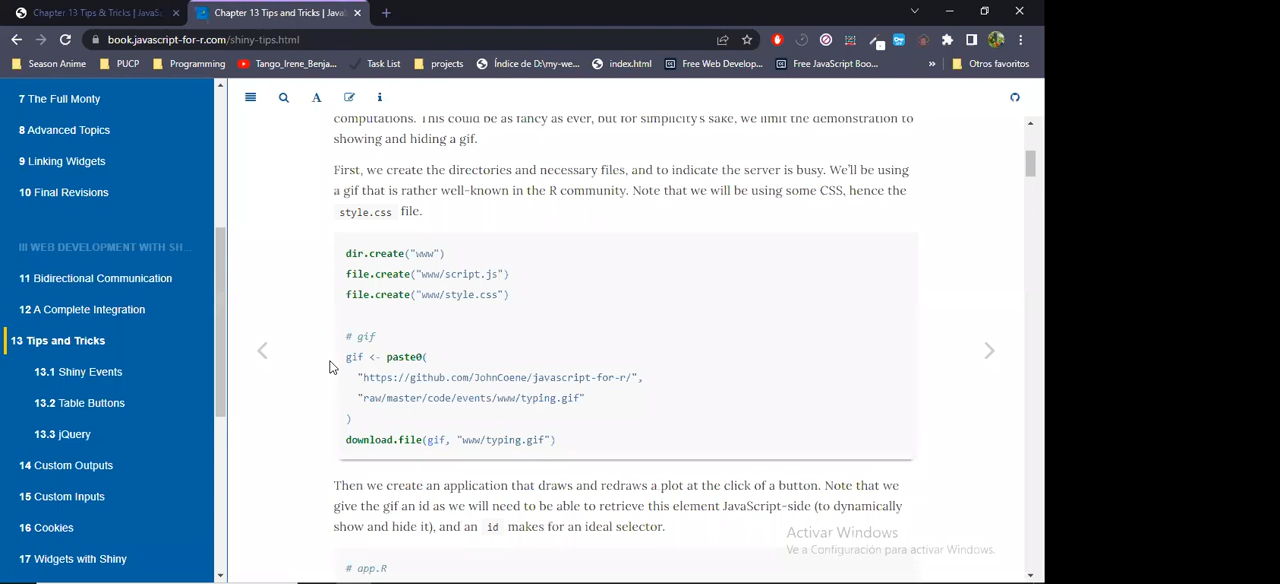 Chapter 13 Tips & Tricks | JavaSc
Chapter 13 Tips and Tricks | Java
book.javascript-for-r.com/shiny-tips.html
Season Anime
PUCP
Programming
Tango_Irene_Benja...
Task List
projects
Índice de D:\my-we...
index.html
Free Web Develop...
Free JavaScript Boo...
»
Otros favoritos
7 The Full Monty
8 Advanced Topics
9 Linking Widgets
10 Final Revisions
III WEB DEVELOPMENT WITH SH...
11 Bidirectional Communication
12 A Complete Integration
13 Tips and Tricks
13.1 Shiny Events
13.2 Table Buttons
13.3 jQuery
14 Custom Outputs
15 Custom Inputs
16 Cookies
17 Widgets with Shiny
computations. This could be as fancy as ever, but for simplicity's sake, we limit the demonstration to
showing and hiding a gif.
First, we create the directories and necessary files, and to indicate the server is busy. We'll be using
a gif that is rather well-known in the R community. Note that we will be using some CSS, hence the
style.css file.
dir.create("www")
file.create("www/script.js")
file.create("www/style.css")
# gif
gif <- paste0(
"https://github.com/JohnCoene/javascript-for-r/",
"raw/master/code/events/www/typing.gif"
)
download.file(gif, "www/typing.gif")
Then we create an application that draws and redraws a plot at the click of a button. Note that we
give the gif an id as we will need to be able to retrieve this element JavaScript-side (to dynamically
show and hide it), and an id makes for an ideal selector.
# app.R
Activar Windows
Ve a Configuración para activar Windows.